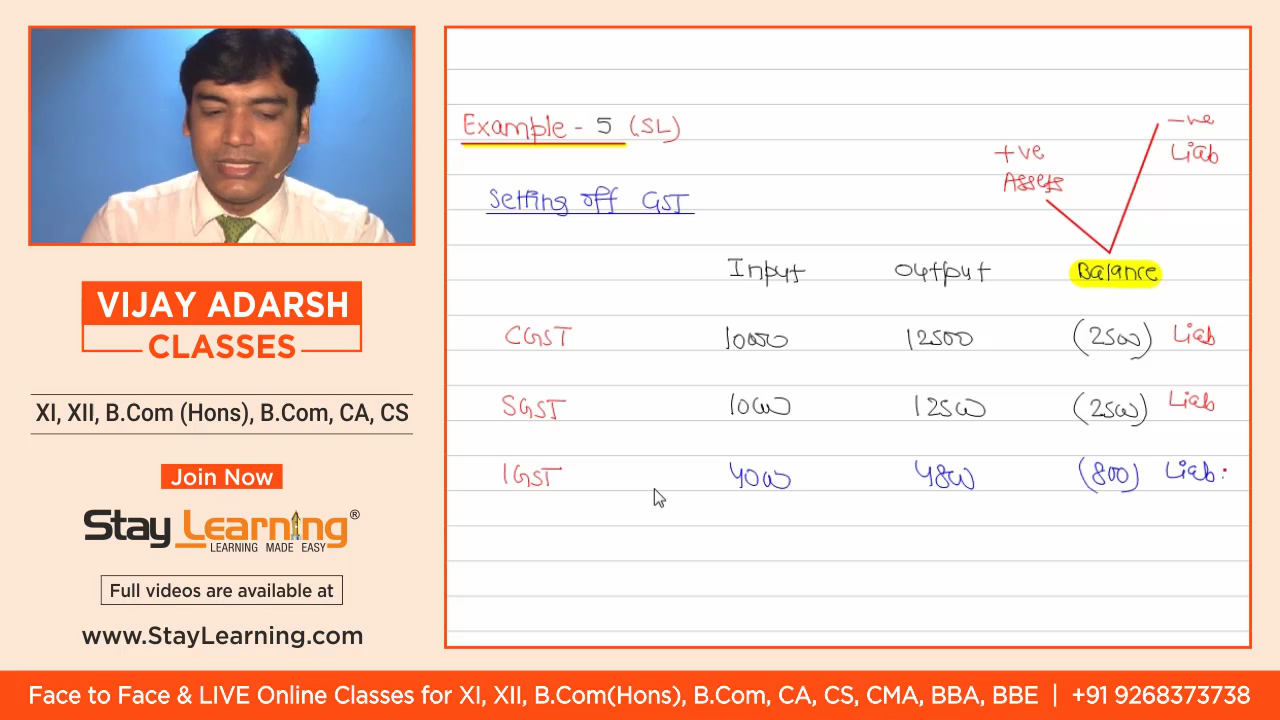 VIJAY ADARSH
CLASSES
XI, XII, B.Com (Hons), B.Com, CA, CS
Join Now
Stay Learning®
LEARNING MADE EASY
Full videos are available at
www.StayLearning.com
Example - 5 (SL)
+ve
Assets
-ve
Liab
Setting off GST
Input Output Balance
CGST 10000 12500 (2500) Liab
SGST 10000 12500 (2500) Liab
IGST 4000 4800 (800) Liab:
Face to Face & LIVE Online Classes for XI, XII, B.Com(Hons), B.Com, CA, CS, CMA, BBA, BBE | +91 9268373738